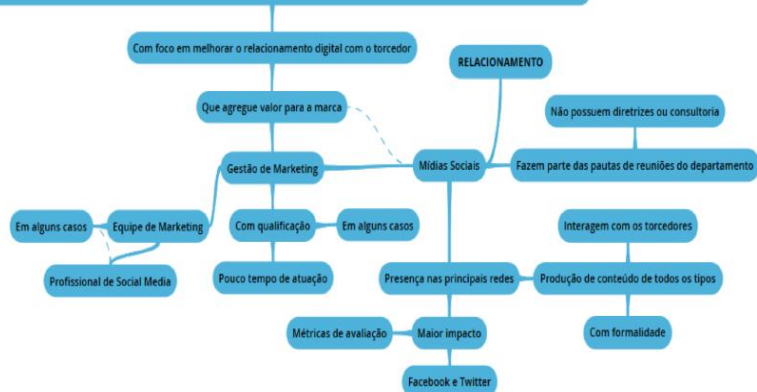 Com foco em melhorar o relacionamento digital com o torcedor
RELACIONAMENTO
Que agregue valor para a marca
Não possuem diretrizes ou consultoria
Gestão de Marketing
Mídias Sociais
Fazem parte das pautas de reuniões do departamento
Em alguns casos
Equipe de Marketing
Com qualificação
Em alguns casos
Interagem com os torcedores
Profissional de Social Media
Pouco tempo de atuação
Presença nas principais redes
Produção de conteúdo de todos os tipos
Métricas de avaliação
Maior impacto
Com formalidade
Facebook e Twitter